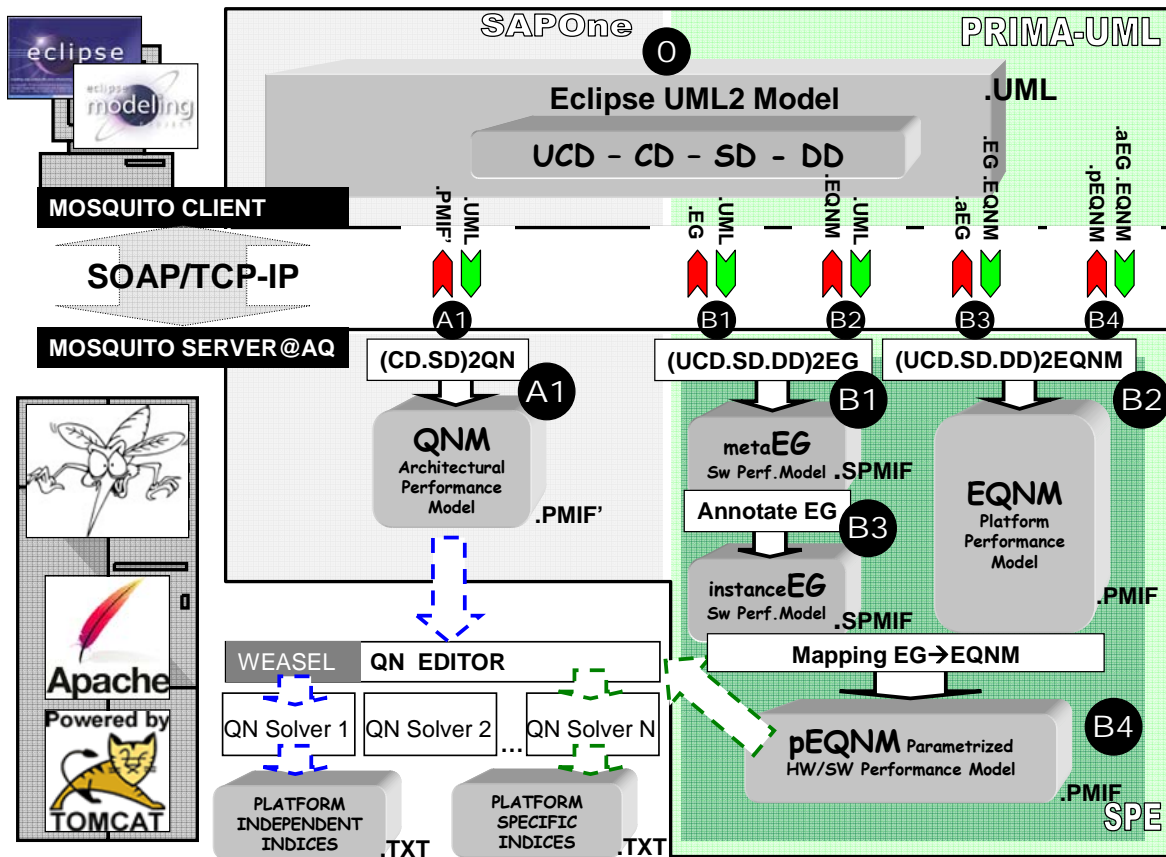 SAPOne
PRIMA-UML
eclipse
eclipse
modeling
PROJECT
0
Eclipse UML2 Model
.UML
UCD - CD - SD - DD
MOSQUITO CLIENT
.PMIF'
.UML
.EG
.UML
.EQNM
.UML
.aEG
.EG .EQNM
.pEQNM
.aEG .EQNM
SOAP/TCP-IP
A1
B1
B2
B3
B4
MOSQUITO SERVER@AQ
(CD.SD)2QN
(UCD.SD.DD)2EG
(UCD.SD.DD)2EQNM
A1
B1
B2
QNM
Architectural
Performance
Model
.PMIF'
metaEG
Sw Perf.Model
.SPMIF
Annotate EG
B3
instanceEG
Sw Perf.Model
.SPMIF
EQNM
Platform
Performance
Model
.PMIF
Mapping EG→EQNM
WEASEL
QN EDITOR
QN Solver 1
QN Solver 2
...
QN Solver N
pEQNM Parametrized
HW/SW Performance Model
B4
.PMIF
SPE
PLATFORM
INDEPENDENT
INDICES
.TXT
PLATFORM
SPECIFIC
INDICES
.TXT
Apache
Powered by
TOMCAT